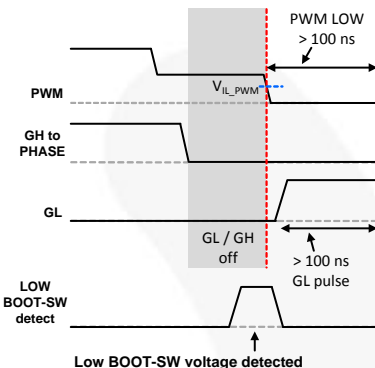 PWM LOW
> 100 ns
VIL_PWM
PWM
GH to
PHASE
GL
GL / GH
off
> 100 ns
GL pulse
LOW
BOOT-SW
detect
Low BOOT-SW voltage detected